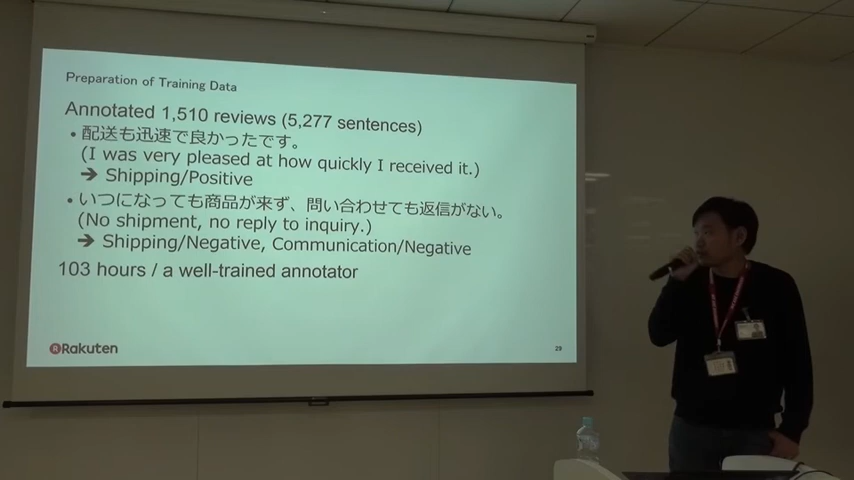 Preparation of Training Data
Annotated 1,510 reviews (5,277 sentences)
• 配送も迅速で良かったです。
(I was very pleased at how quickly I received it.)
➔ Shipping/Positive
• いつになっても商品が来ず、問い合わせても返信がない。
(No shipment, no reply to inquiry.)
➔ Shipping/Negative, Communication/Negative
103 hours / a well-trained annotator
Rakuten
29